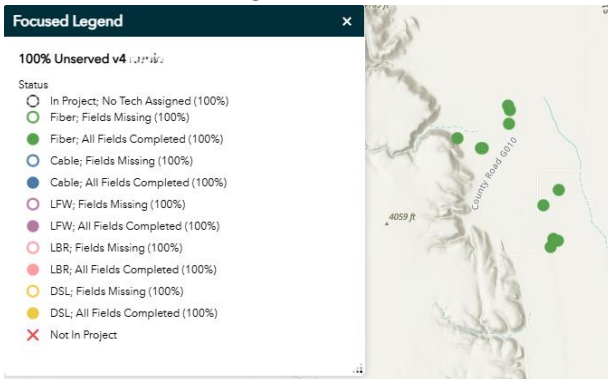 Focused Legend
100% Unserved v4
Status
In Project; No Tech Assigned (100%)
Fiber; Fields Missing (100%)
Fiber; All Fields Completed (100%)
Cable; Fields Missing (100%)
Cable; All Fields Completed (100%)
LFW; Fields Missing (100%)
LFW; All Fields Completed (100%)
LBR; Fields Missing (100%)
LBR; All Fields Completed (100%)
DSL; Fields Missing (100%)
DSL; All Fields Completed (100%)
Not In Project
County Road G010
4059 ft